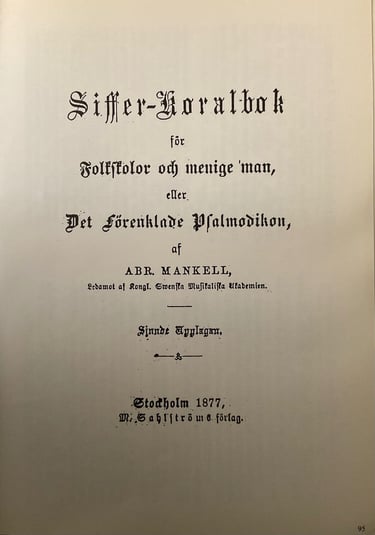 Siffer-Koralbok
för
Folkskolor och menige man,
eller
Det Förenklade Psalmodikon,
af
ABR. MANKELL,
Ledamot af Kongl. Swenska Musikaliska Akademien.
Sjunde Upplagan.
Stockholm 1877,
M. Sahlströms förlag.
95